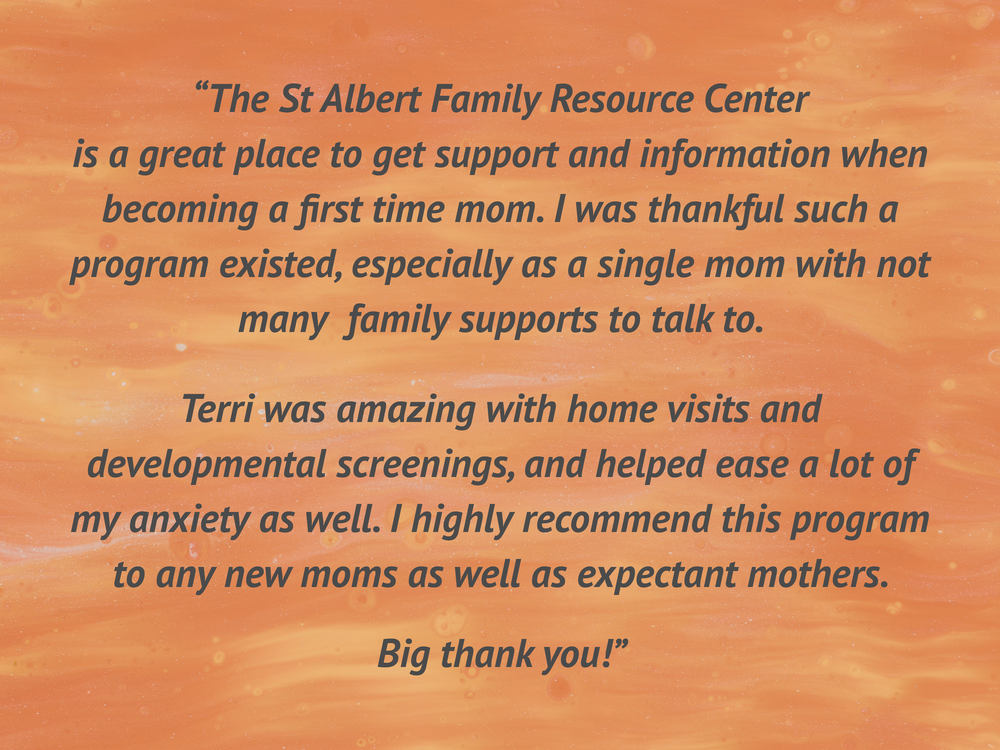 “The St Albert Family Resource Center
is a great place to get support and information when
becoming a first time mom. I was thankful such a
program existed, especially as a single mom with not
many  family supports to talk to.
Terri was amazing with home visits and
developmental screenings, and helped ease a lot of
my anxiety as well. I highly recommend this program
to any new moms as well as expectant mothers.
Big thank you!”